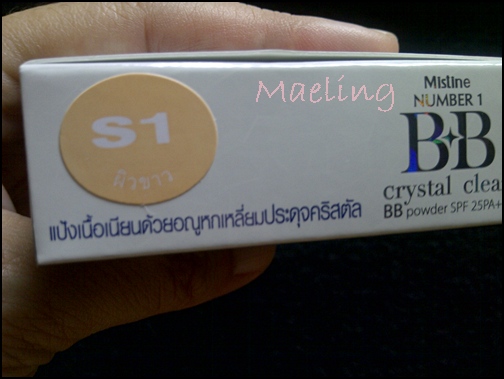 S1
ผิวขาว
แป้งเนื้อเนียนด้วยอณูหกเหลี่ยมประดุจคริสตัล
Maeling
Mistine
NUMBER 1
BB
crystal clea
BB powder SPF 25PA+